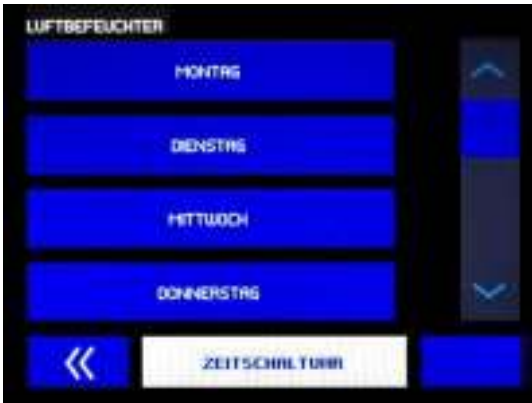 LUFTBEFEUCHTER
MONTAG
DIENSTAG
MITTWOCH
DONNERSTAG
ZEITSCHALTUHR